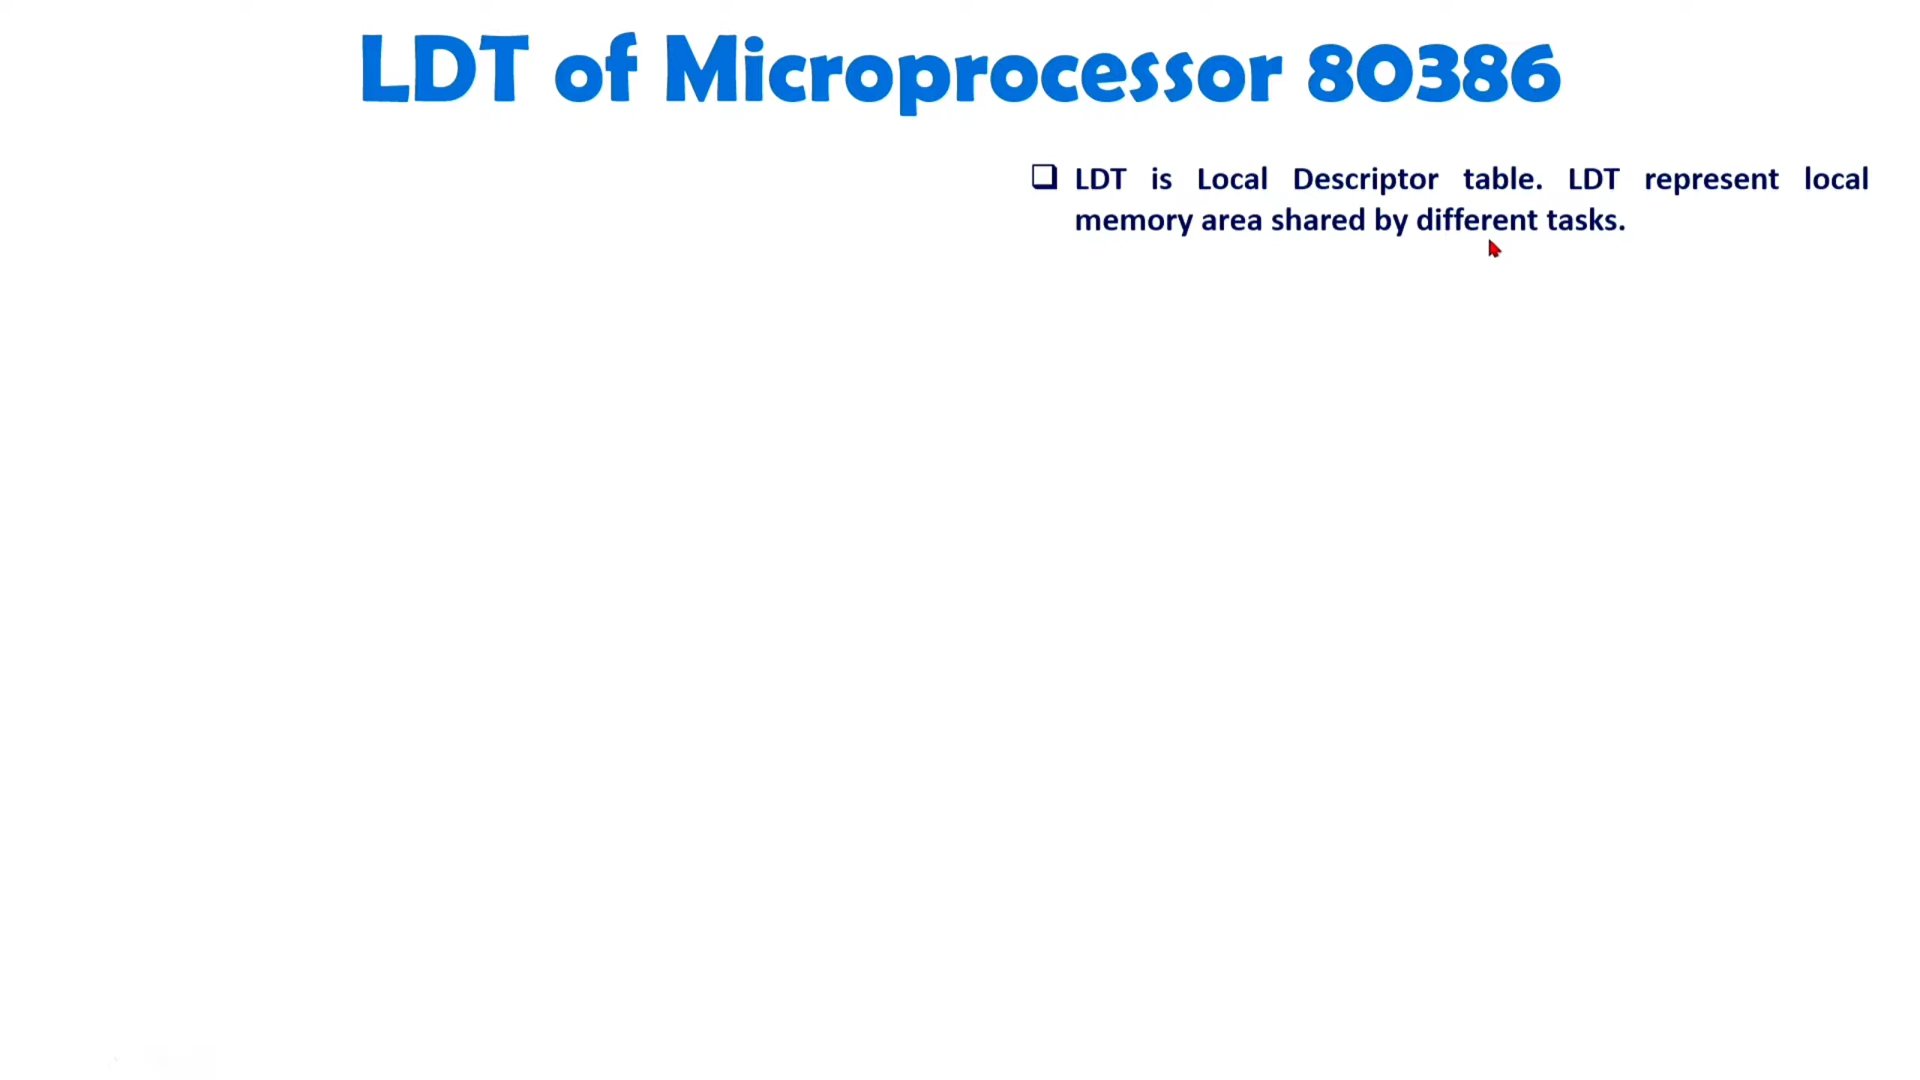 LDT of Microprocessor 80386
❑ LDT is Local Descriptor table. LDT represent local
memory area shared by different tasks.